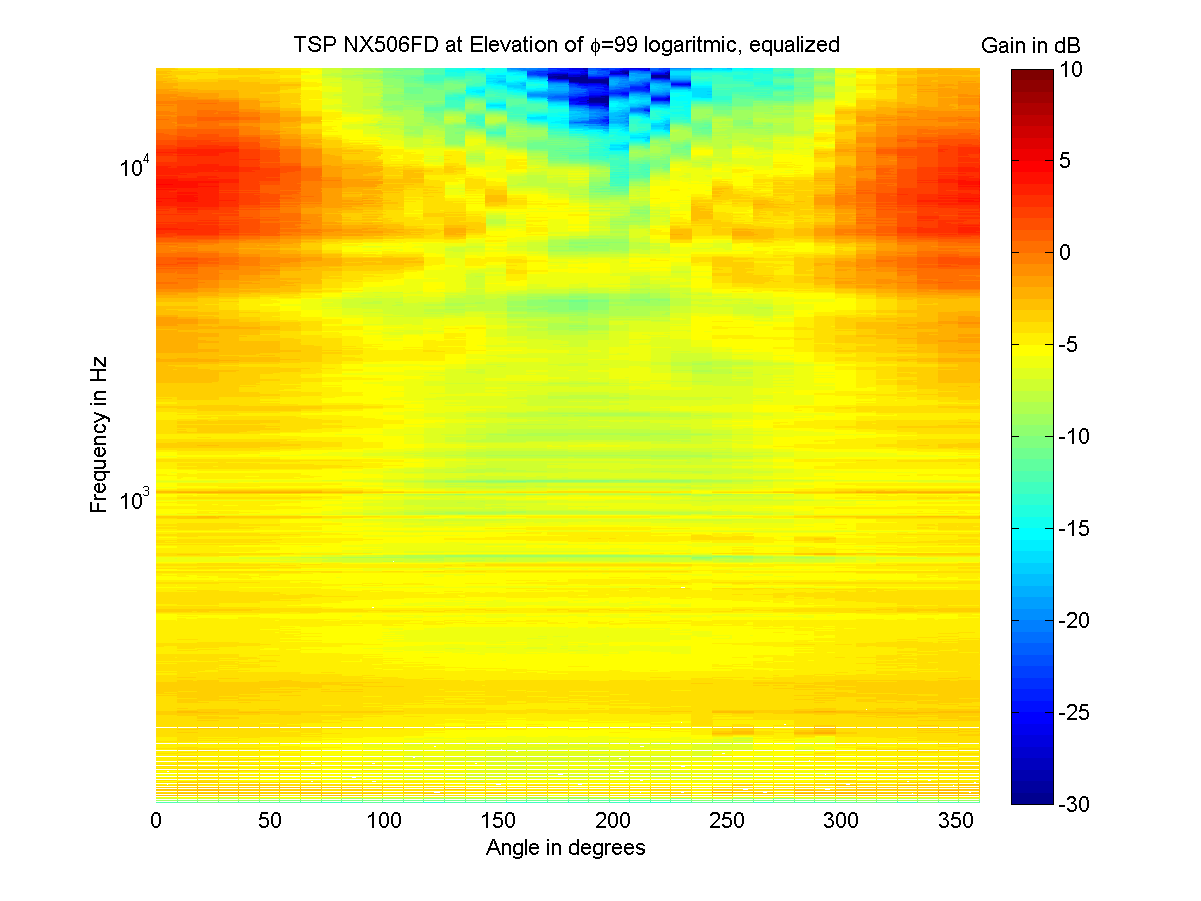 TSP NX506FD at Elevation of ϕ=99 logaritmic, equalized
Gain in dB
10
5
0
-5
-10
-15
-20
-25
-30
Frequency in Hz
10⁴
10³
0 50 100 150 200 250 300 350
Angle in degrees